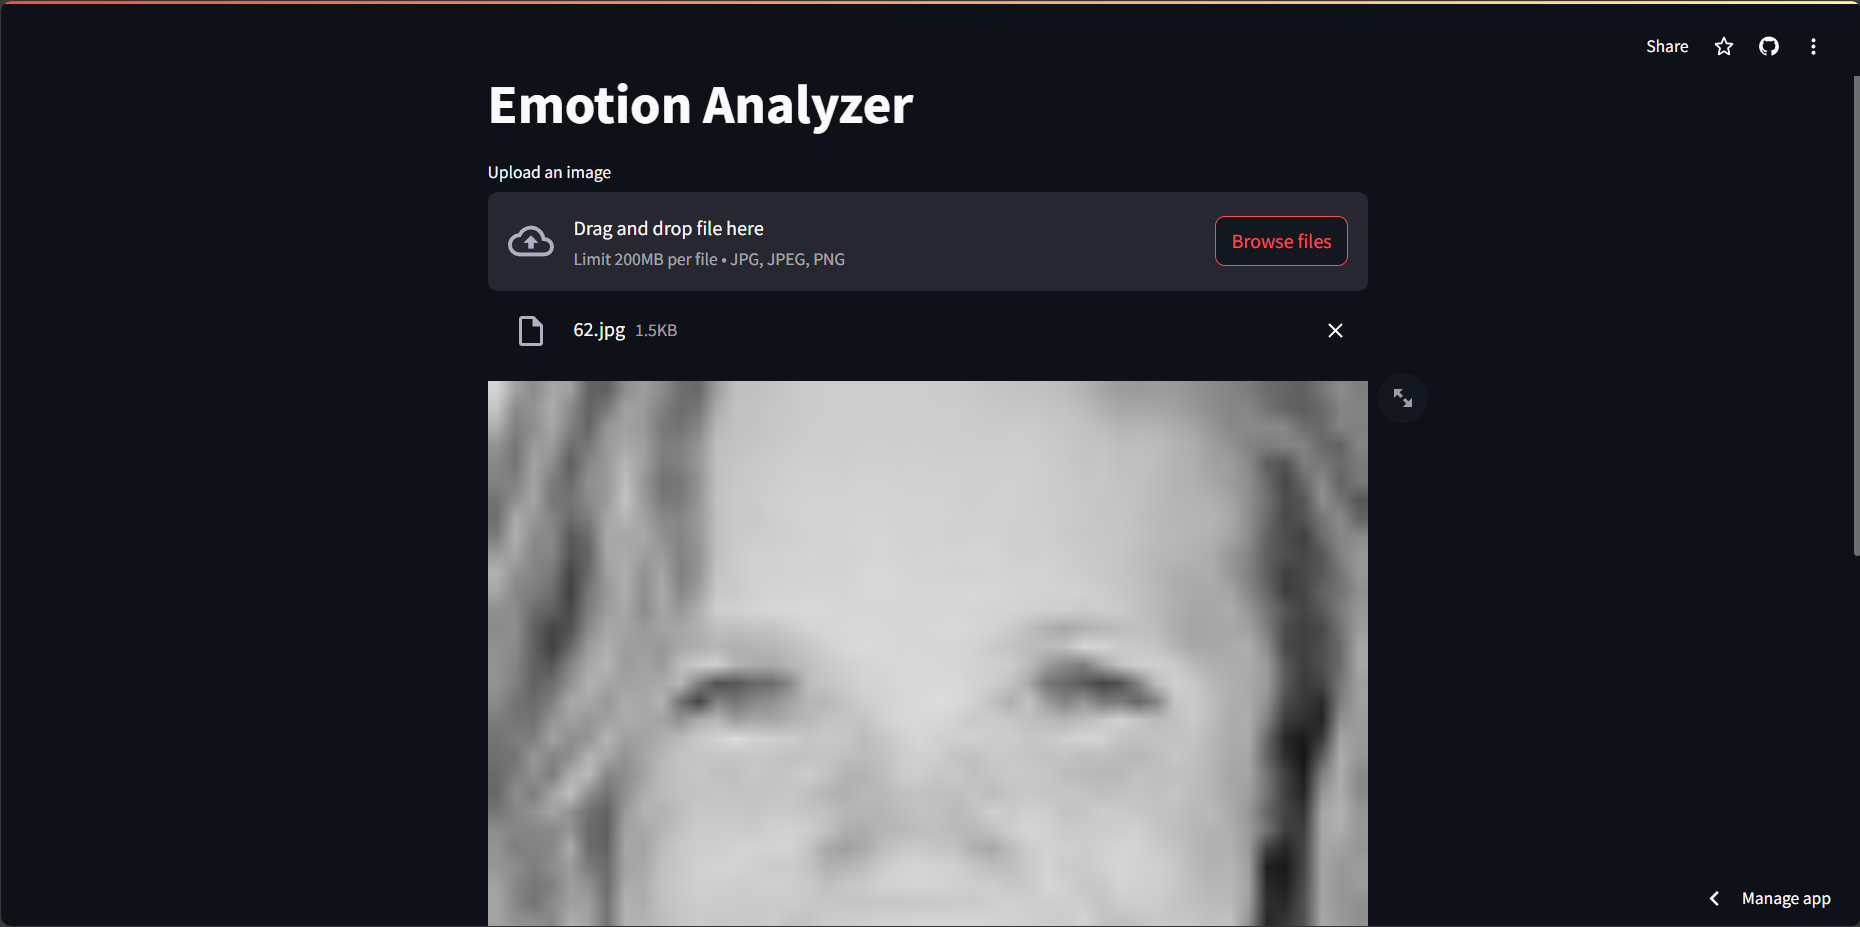 Share
Emotion Analyzer
Upload an image
Drag and drop file here
Limit 200MB per file • JPG, JPEG, PNG
Browse files
62.jpg 1.5KB
Manage app